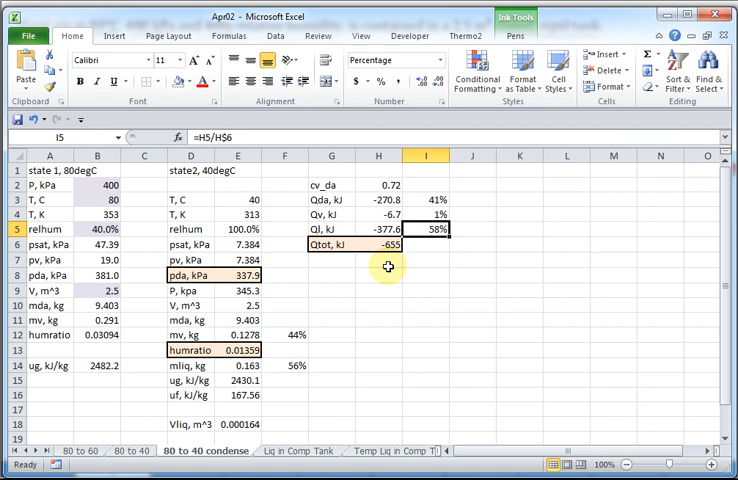 Apr02 - Microsoft Excel
Ink Tools
File Home Insert Page Layout Formulas Data Review View Developer Thermo2 Pens
Calibri 11 Percentage Insert
Paste B I U A $ % , Conditional Formatting Format as Table Cell Styles Delete Format Sort & Filter Find & Select
Clipboard Font Alignment Number Styles Cells Editing
I5 fx =H5/H$6
A B C D E F G H I J K L M N O
1 state 1, 80degC state2, 40degC
2 P, kPa 400 cv_da 0.72
3 T, C 80 T, C 40 Qda, kJ -270.8 41%
4 T, K 353 T, K 313 Qv, kJ -6.7 1%
5 relhum 40.0% relhum 100.0% Ql, kJ -377.6 58%
6 psat, kPa 47.39 psat, kPa 7.384 Qtot, kJ -655
7 pv, kPa 19.0 pv, kPa 7.384
8 pda, kPa 381.0 pda, kPa 337.9
9 V, m^3 2.5 P, kpa 345.3
10 mda, kg 9.403 V, m^3 2.5
11 mv, kg 0.291 mda, kg 9.403
12 humratio 0.03094 mv, kg 0.1278 44%
13 humratio 0.01359
14 ug, kJ/kg 2482.2 mliq, kg 0.163 56%
15 ug, kJ/kg 2430.1
16 uf, kJ/kg 167.56
17
18 Vliq, m^3 0.000164
19
80 to 60 80 to 40 80 to 40 condense Liq in Comp Tank Temp Liq in Comp T
Ready 100%